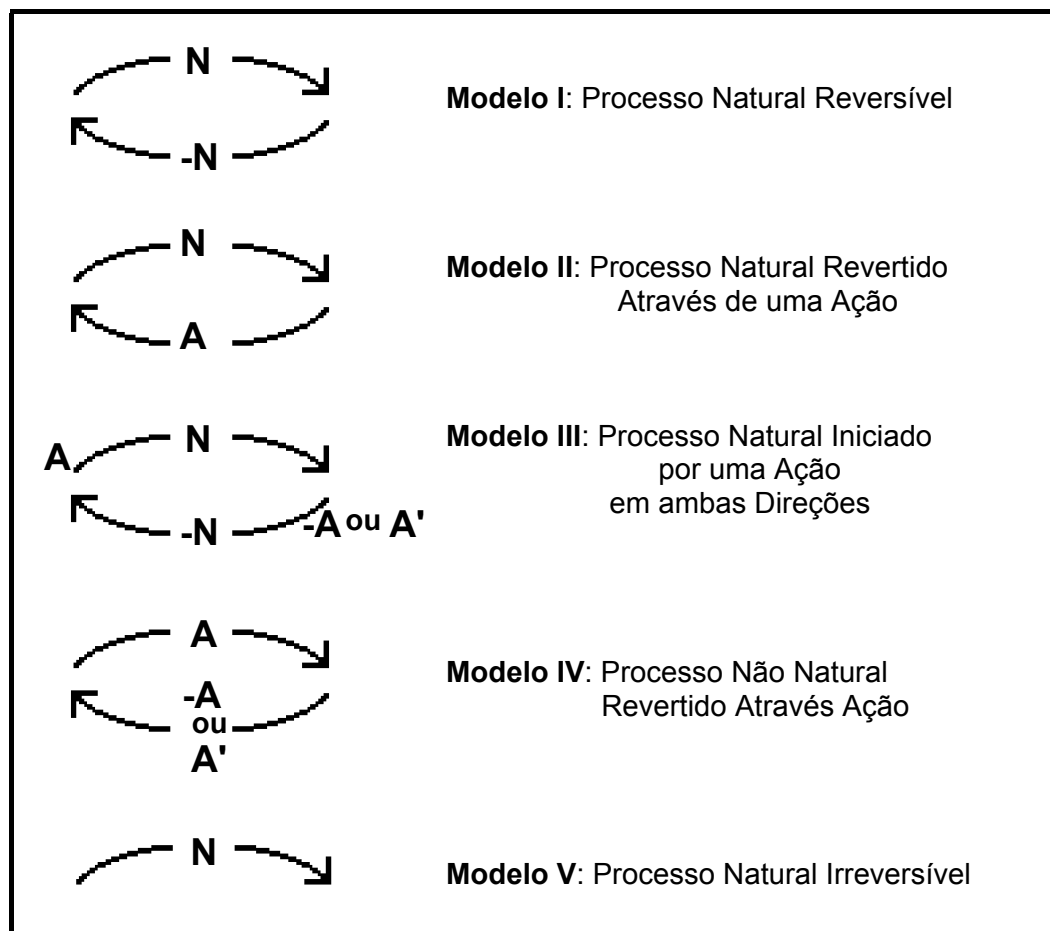 N
Modelo I: Processo Natural Reversível
-N
N
Modelo II: Processo Natural Revertido
Através de uma Ação
A
A
N
Modelo III: Processo Natural Iniciado
por uma Ação
em ambas Direções
-N
-A ou A'
A
Modelo IV: Processo Não Natural
Revertido Através Ação
-A
ou
A'
N
Modelo V: Processo Natural Irreversível